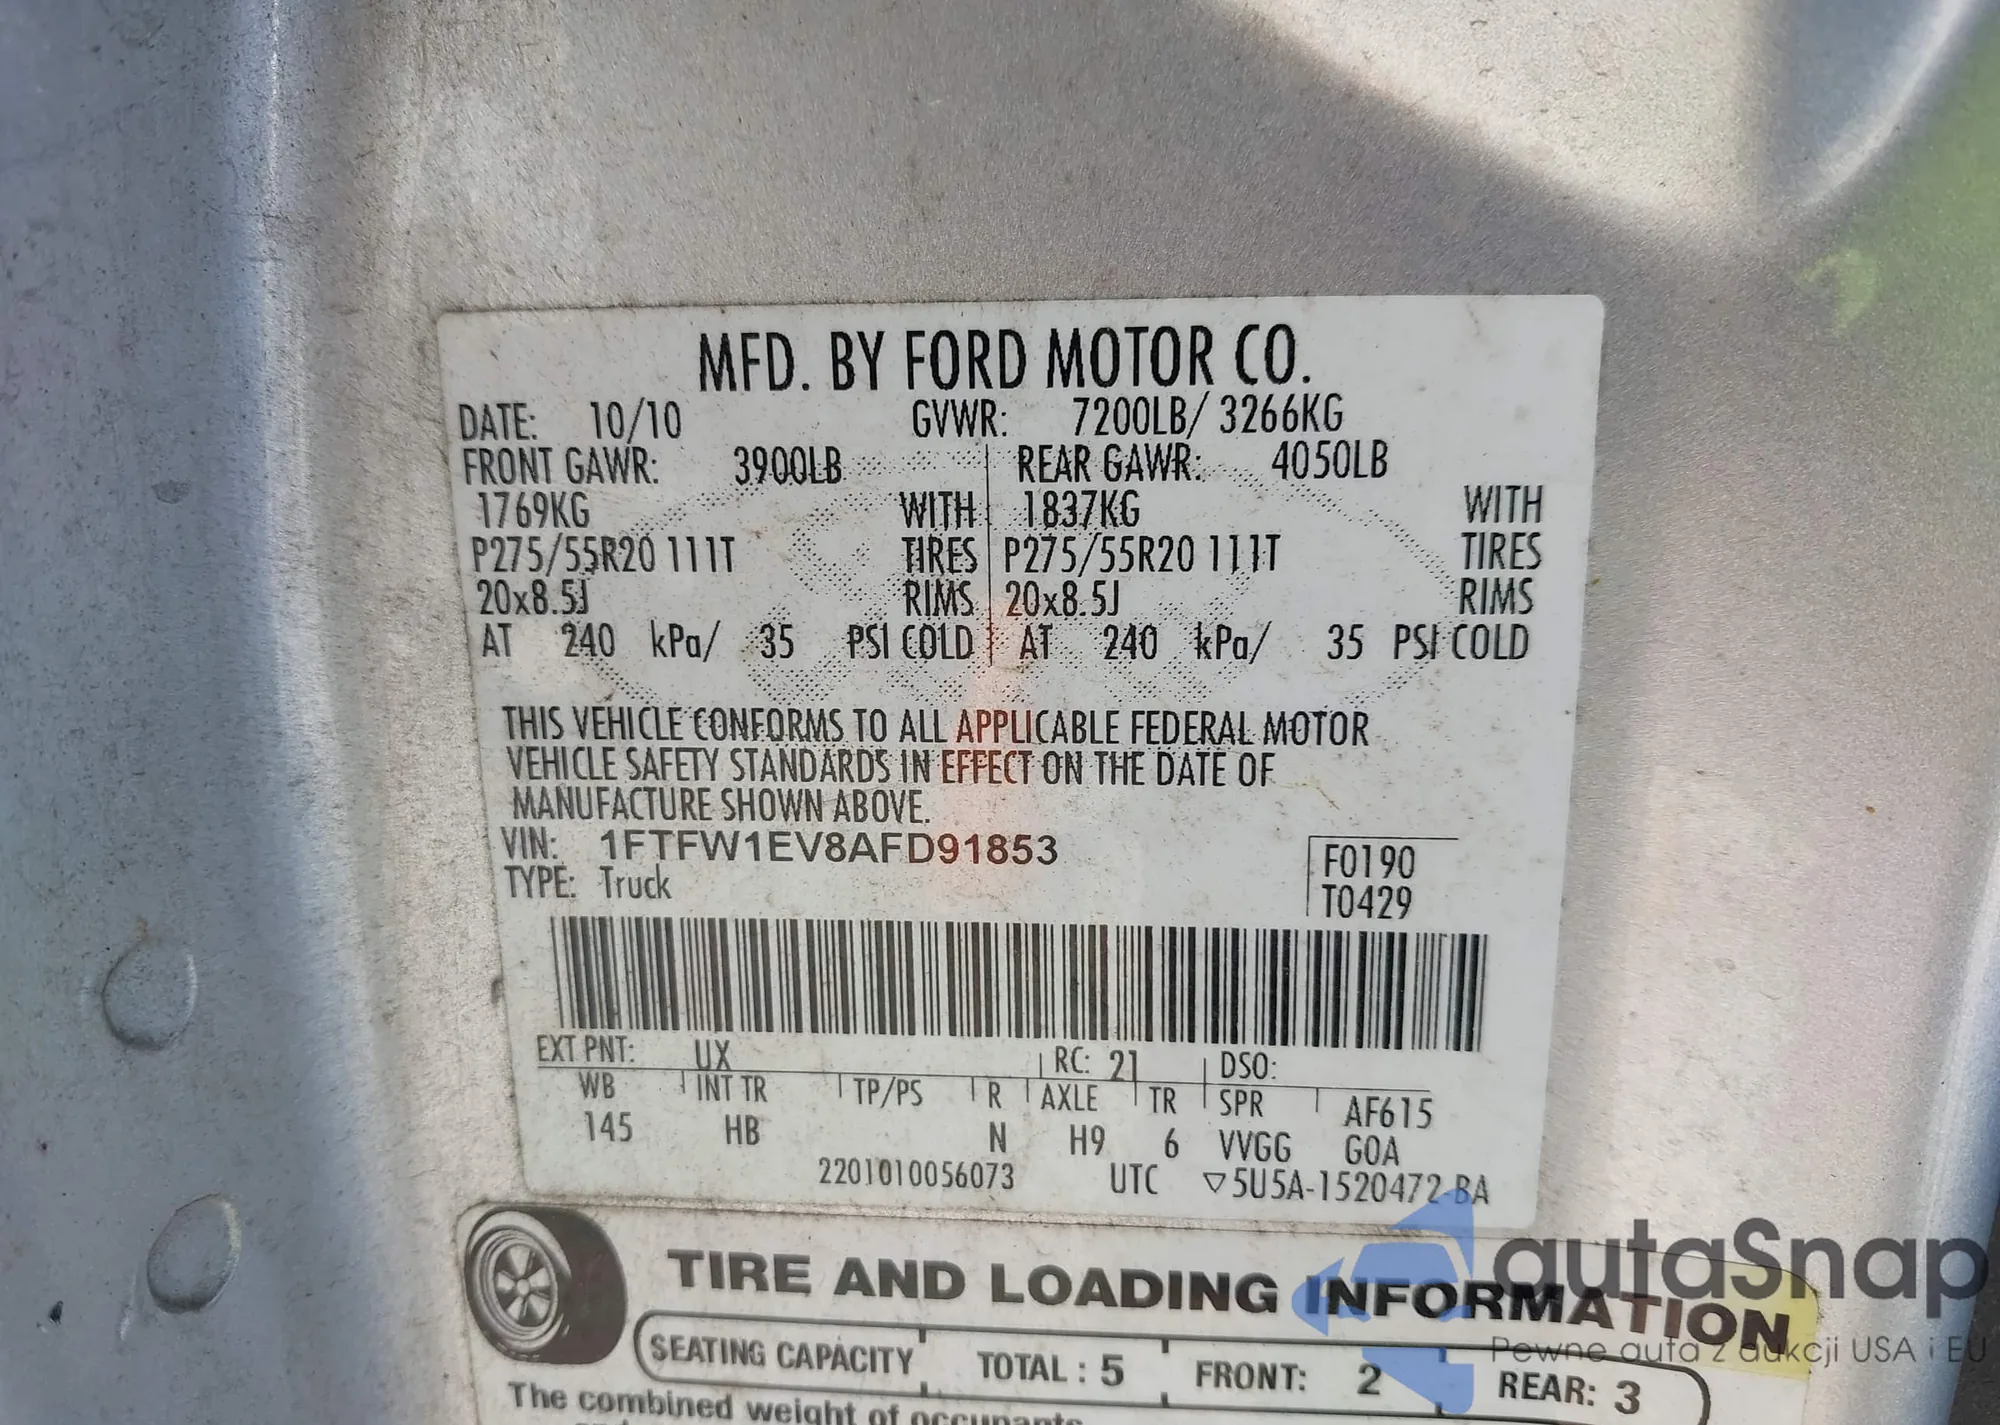 MFD. BY FORD MOTOR CO.
DATE: 10/10 GVWR: 7200LB/ 3266KG
FRONT GAWR: 3900LB REAR GAWR: 4050LB
1769KG WITH 1837KG WITH
P275/55R20 111T TIRES P275/55R20 111T TIRES
20x8.5J RIMS 20x8.5J RIMS
AT 240 kPa/ 35 PSI COLD AT 240 kPa/ 35 PSI COLD
THIS VEHICLE CONFORMS TO ALL APPLICABLE FEDERAL MOTOR
VEHICLE SAFETY STANDARDS IN EFFECT ON THE DATE OF
MANUFACTURE SHOWN ABOVE.
VIN: 1FTFW1EV8AFD91853
TYPE: Truck
F0190
T0429
EXT PNT: UX RC: 21 DSO:
WB INT TR TP/PS R AXLE TR SPR AF615
145 HB N H9 6 VVGG GOA
2201010056073 UTC ▽5U5A-1520472 BA
TIRE AND LOADING INFORMATION
SEATING CAPACITY TOTAL : 5 FRONT: 2 REAR: 3
The combined weight of occupants
autaSnap
Pewne auta z aukcji USA i EU